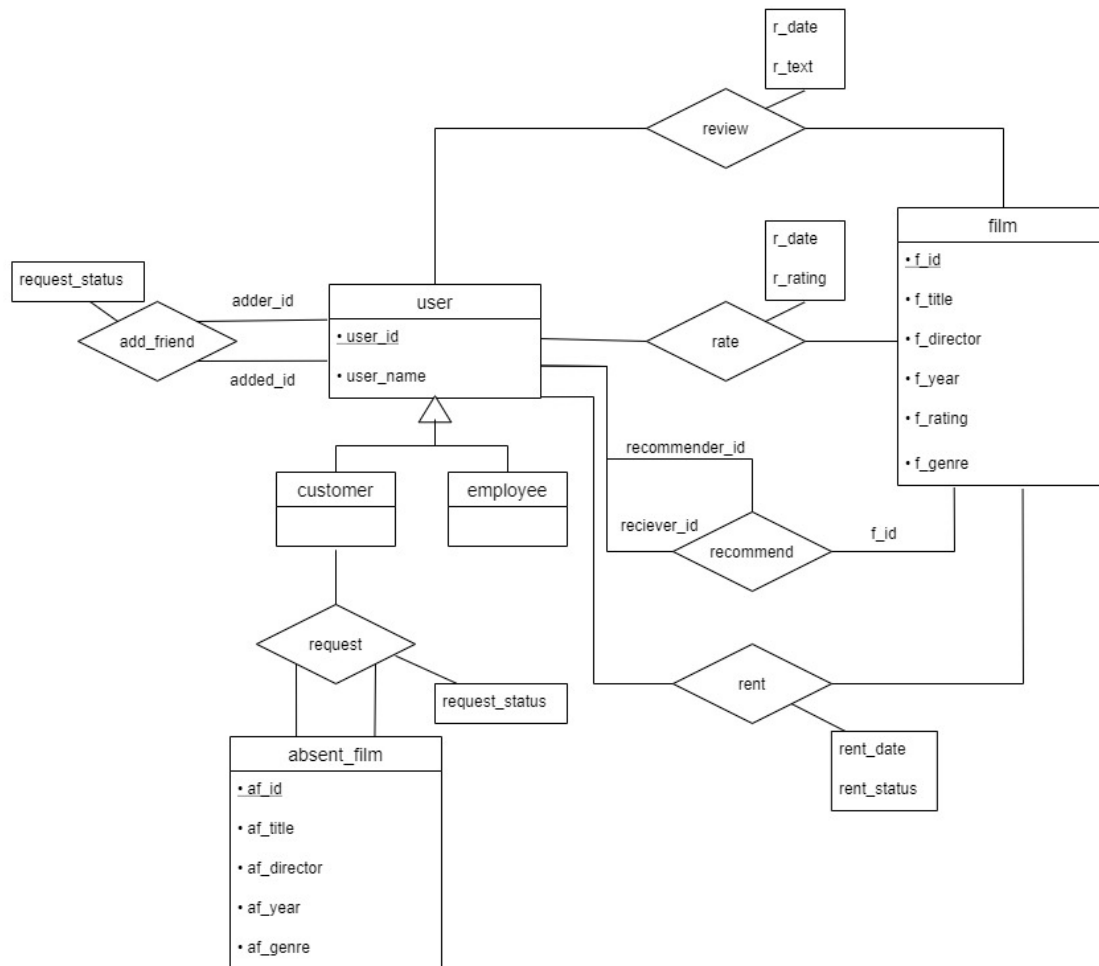 r_date
r_text
review
film
• f_id
• f_title
• f_director
• f_year
• f_rating
• f_genre
r_date
r_rating
rate
request_status
add_friend
adder_id
added_id
user
• user_id
• user_name
customer
employee
recommender_id
reciever_id
recommend
f_id
request
request_status
rent
rent_date
rent_status
absent_film
• af_id
• af_title
• af_director
• af_year
• af_genre